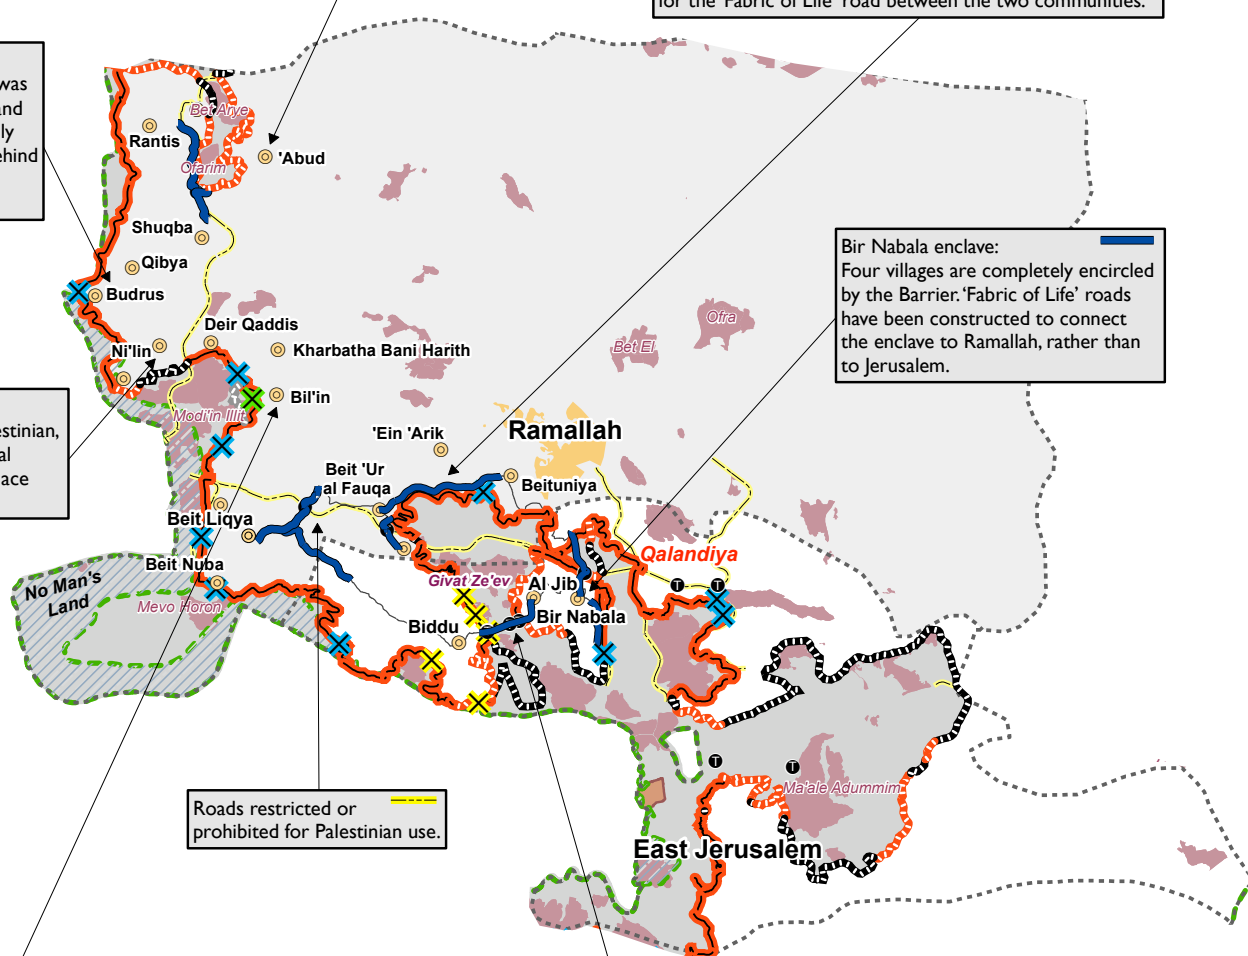 for the 'Fabric of Life' road between the two communities.
was
and
ly
ehind
Bet Arye
Rantis
'Abud
Ofarim
Shuqba
Qibya
Budrus
Deir Qaddis
Ni'lin
Kharbatha Bani Harith
Bil'in
Modi'in Illit
estinian,
al
lace
Bir Nabala enclave:
Four villages are completely encircled
by the Barrier. 'Fabric of Life' roads
have been constructed to connect
the enclave to Ramallah, rather than
to Jerusalem.
Ofra
Bet El
'Ein 'Arik
Ramallah
Beit 'Ur
al Fauqa
Beituniya
Beit Liqya
Qalandiya
Beit Nuba
No Man's
Land
Mevo Horon
Givat Ze'ev
Al Jib
Bir Nabala
Biddu
T
T
T
T
T
Ma'ale Adummim
Roads restricted or
prohibited for Palestinian use.
East Jerusalem